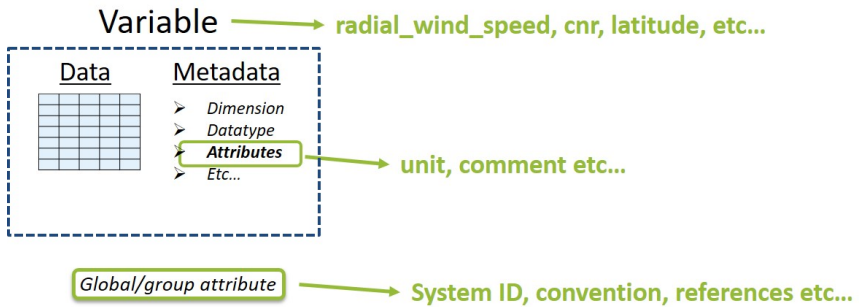 Variable
radial_wind_speed, cnr, latitude, etc...
Data
Metadata
Dimension
Datatype
Attributes
Etc...
unit, comment etc...
Global/group attribute
System ID, convention, references etc...